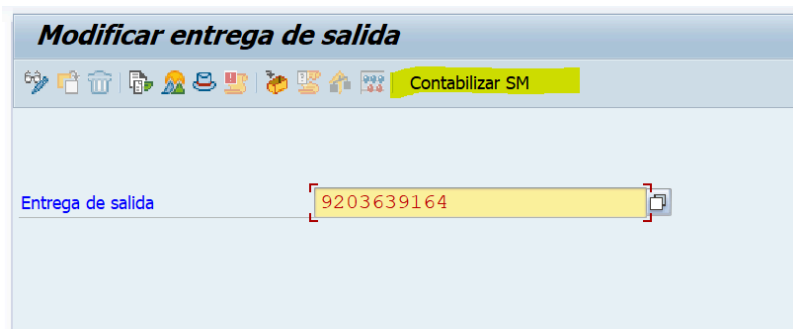 Modificar entrega de salida
Contabilizar SM
Entrega de salida 9203639164